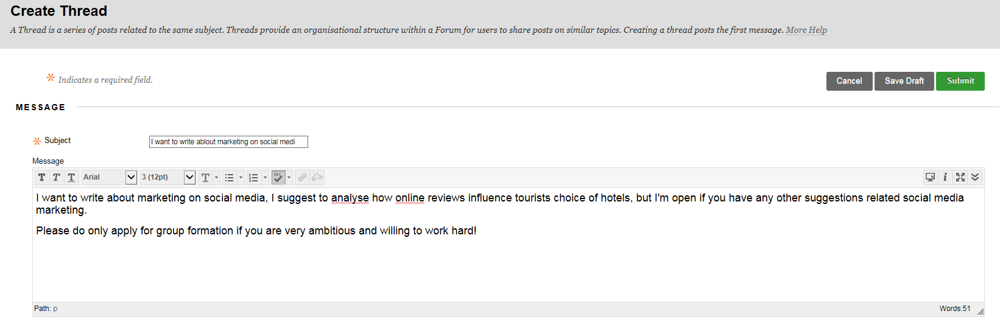 Create Thread
A Thread is a series of posts related to the same subject. Threads provide an organisational structure within a Forum for users to share posts on similar topics. Creating a thread posts the first message. More Help
Indicates a required field.
Cancel Save Draft Submit
MESSAGE
Subject I want to write ablout marketing on social medi
Message
T T T Arial 3 (12pt) T ABC i
I want to write about marketing on social media, I suggest to analyse how online reviews influence tourists choice of hotels, but I'm open if you have any other suggestions related social media
marketing.
Please do only apply for group formation if you are very ambitious and willing to work hard!
Path: p Words:51